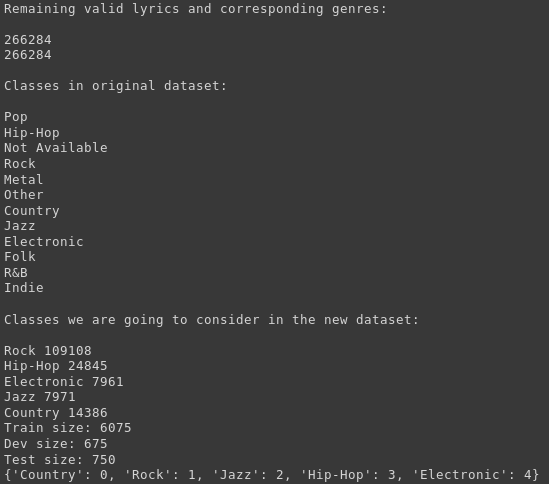 Remaining valid lyrics and corresponding genres:
266284
266284
Classes in original dataset:
Pop
Hip-Hop
Not Available
Rock
Metal
Other
Country
Jazz
Electronic
Folk
R&B
Indie
Classes we are going to consider in the new dataset:
Rock 109108
Hip-Hop 24845
Electronic 7961
Jazz 7971
Country 14386
Train size: 6075
Dev size: 675
Test size: 750
{'Country': 0, 'Rock': 1, 'Jazz': 2, 'Hip-Hop': 3, 'Electronic': 4}